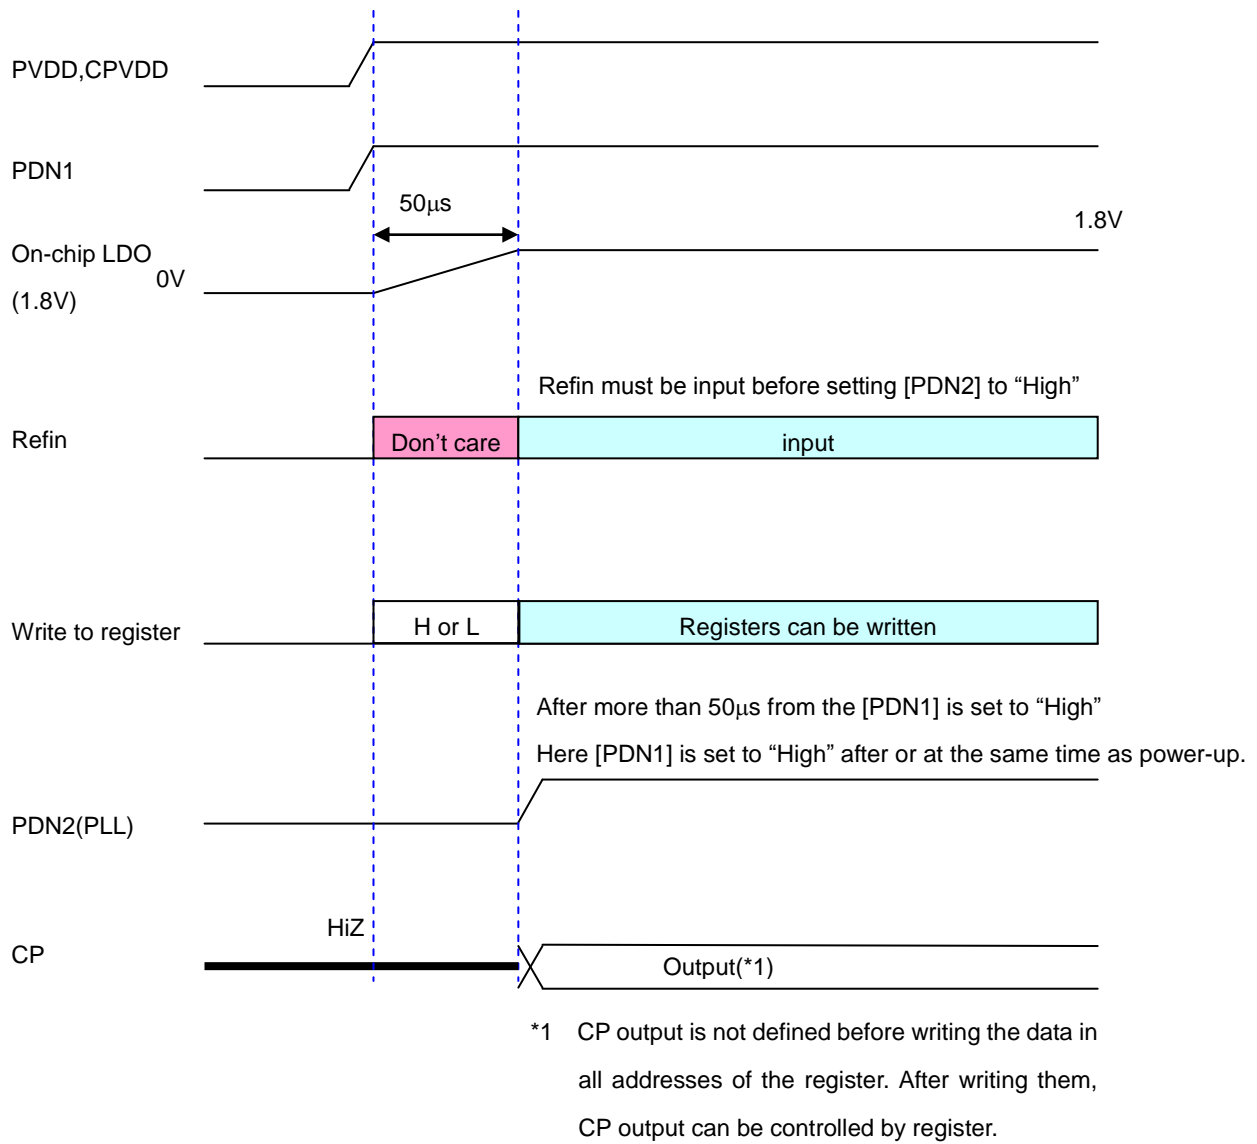 PVDD,CPVDD
PDN1
50μs
1.8V
On-chip LDO
0V
(1.8V)
Refin must be input before setting [PDN2] to “High”
Refin
Don’t care
input
Write to register
H or L
Registers can be written
After more than 50μs from the [PDN1] is set to “High”
Here [PDN1] is set to “High” after or at the same time as power-up.
PDN2(PLL)
HiZ
CP
Output(*1)
*1 CP output is not defined before writing the data in
all addresses of the register. After writing them,
CP output can be controlled by register.